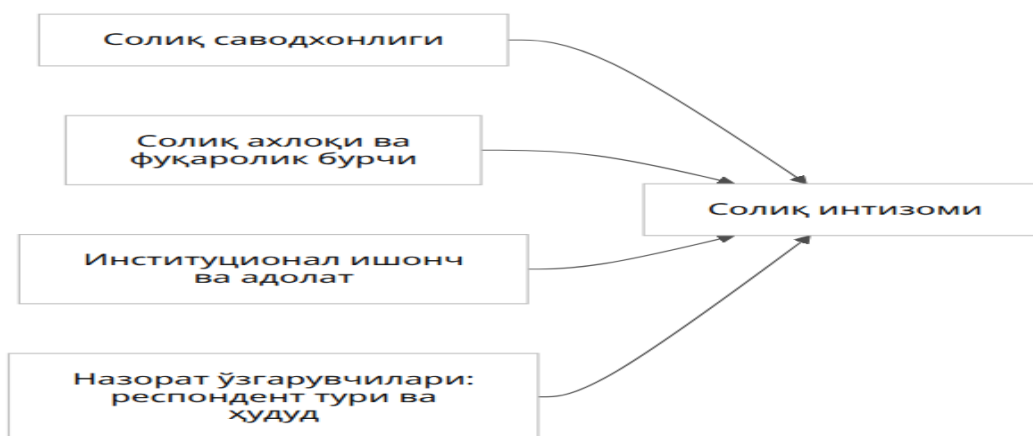 Солиқ саводхонлиги
Солиқ ахлоқи ва
фуқаролик бурчи
Солиқ интизоми
Институционал ишонч
ва адолат
Назорат ўзгарувчилари:
респондент тури ва
ҳудуд